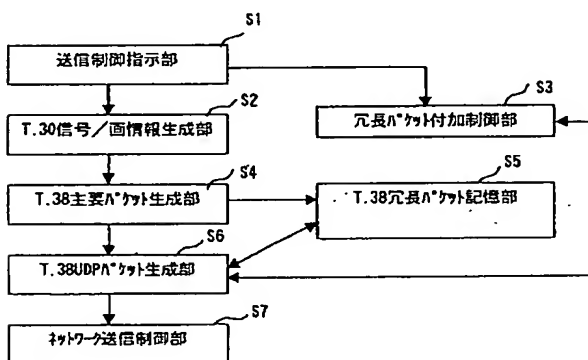 S1
送信制御指示部
S2
T.30信号/画情報生成部
S3
冗長パケット付加制御部
S4
T.38主要パケット生成部
S5
T.38冗長パケット記憶部
S6
T.38UDPパケット生成部
S7
ネットワーク送信制御部